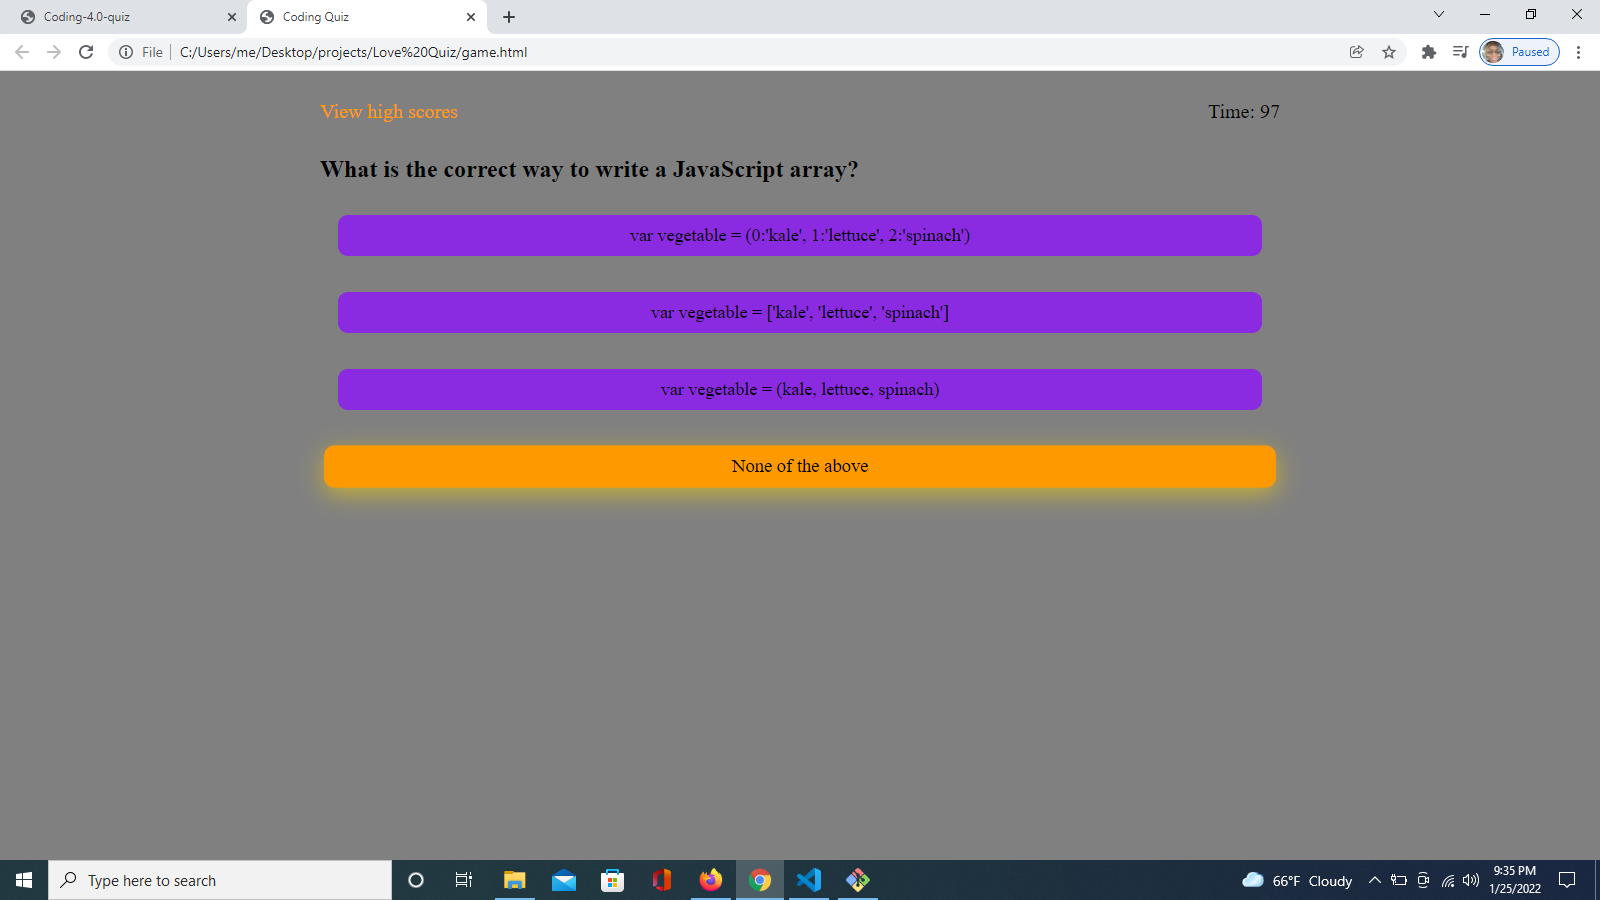 Coding-4.0-quiz
Coding Quiz
File
C:/Users/me/Desktop/projects/Love%20Quiz/game.html
Paused
View high scores
Time: 97
What is the correct way to write a JavaScript array?
var vegetable = (0:'kale', 1:'lettuce', 2:'spinach')
var vegetable = ['kale', 'lettuce', 'spinach']
var vegetable = (kale, lettuce, spinach)
None of the above
Type here to search
66°F Cloudy
9:35 PM
1/25/2022